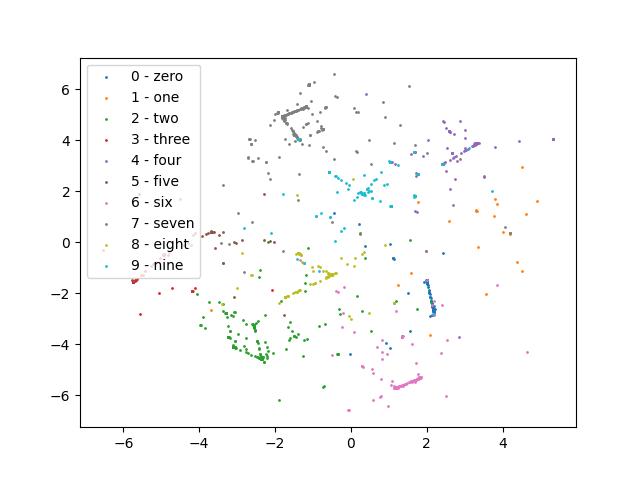 0 - zero
1 - one
2 - two
3 - three
4 - four
5 - five
6 - six
7 - seven
8 - eight
9 - nine
6
4
2
0
−2
−4
−6
−6 −4 −2 0 2 4